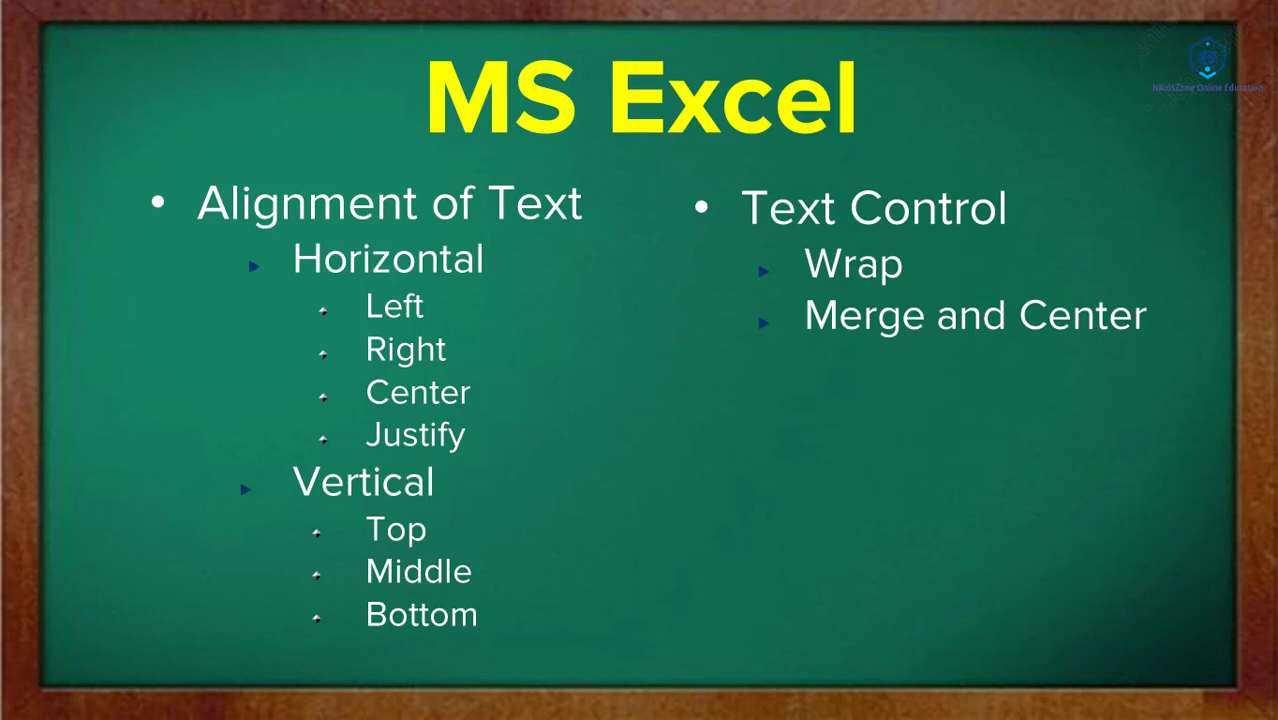 MS Excel
NKidsZone Online Education
Alignment of Text
Horizontal
Left
Right
Center
Justify
Vertical
Top
Middle
Bottom
Text Control
Wrap
Merge and Center